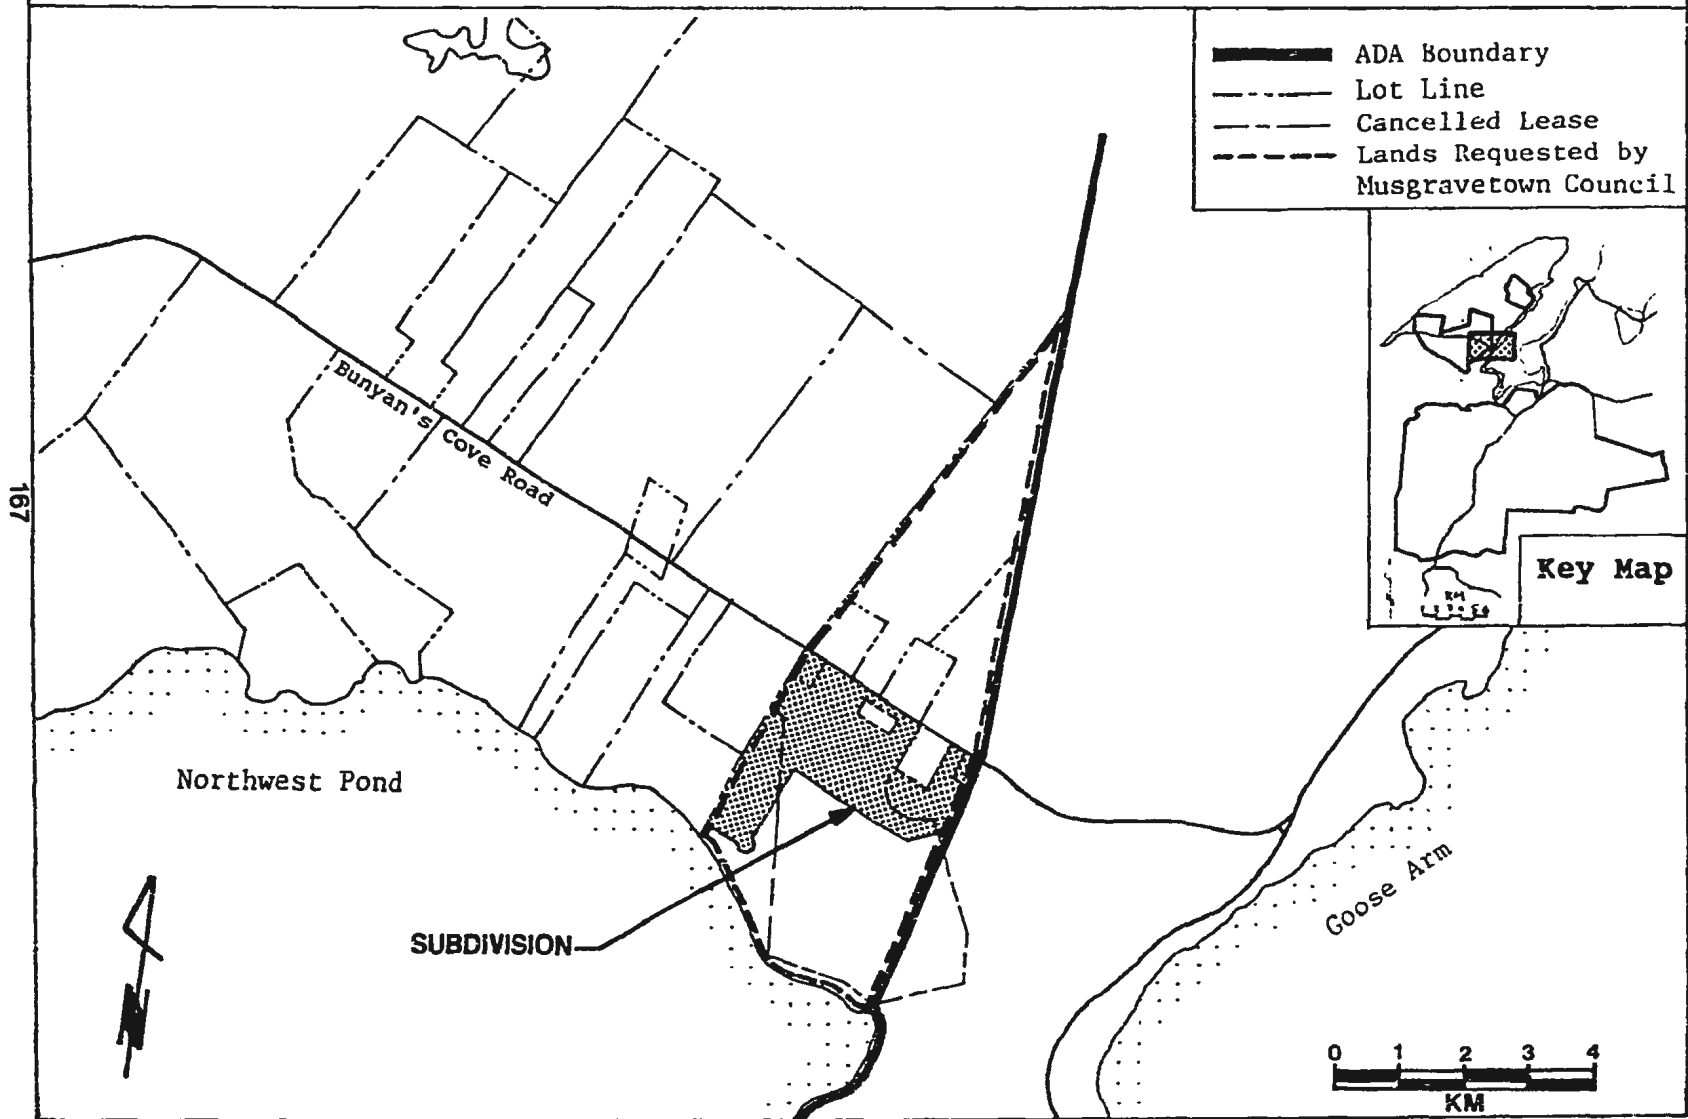 ADA Boundary
Lot Line
Cancelled Lease
Lands Requested by
Musgravetown Council
Key Map
KM
Bunyan's Cove Road
167
Northwest Pond
SUBDIVISION
Goose Arm
N
0 1 2 3 4
KM